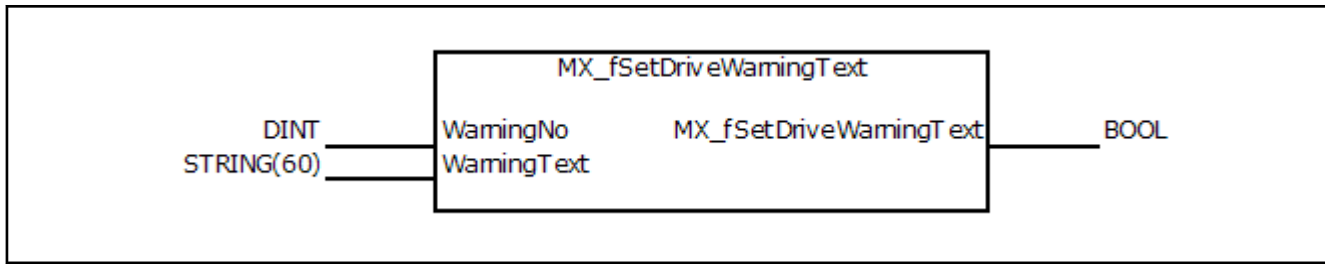 MX_fSetDriveWarningText
DINT WarningNo MX_fSetDriveWarningText BOOL
STRING(60) WarningText